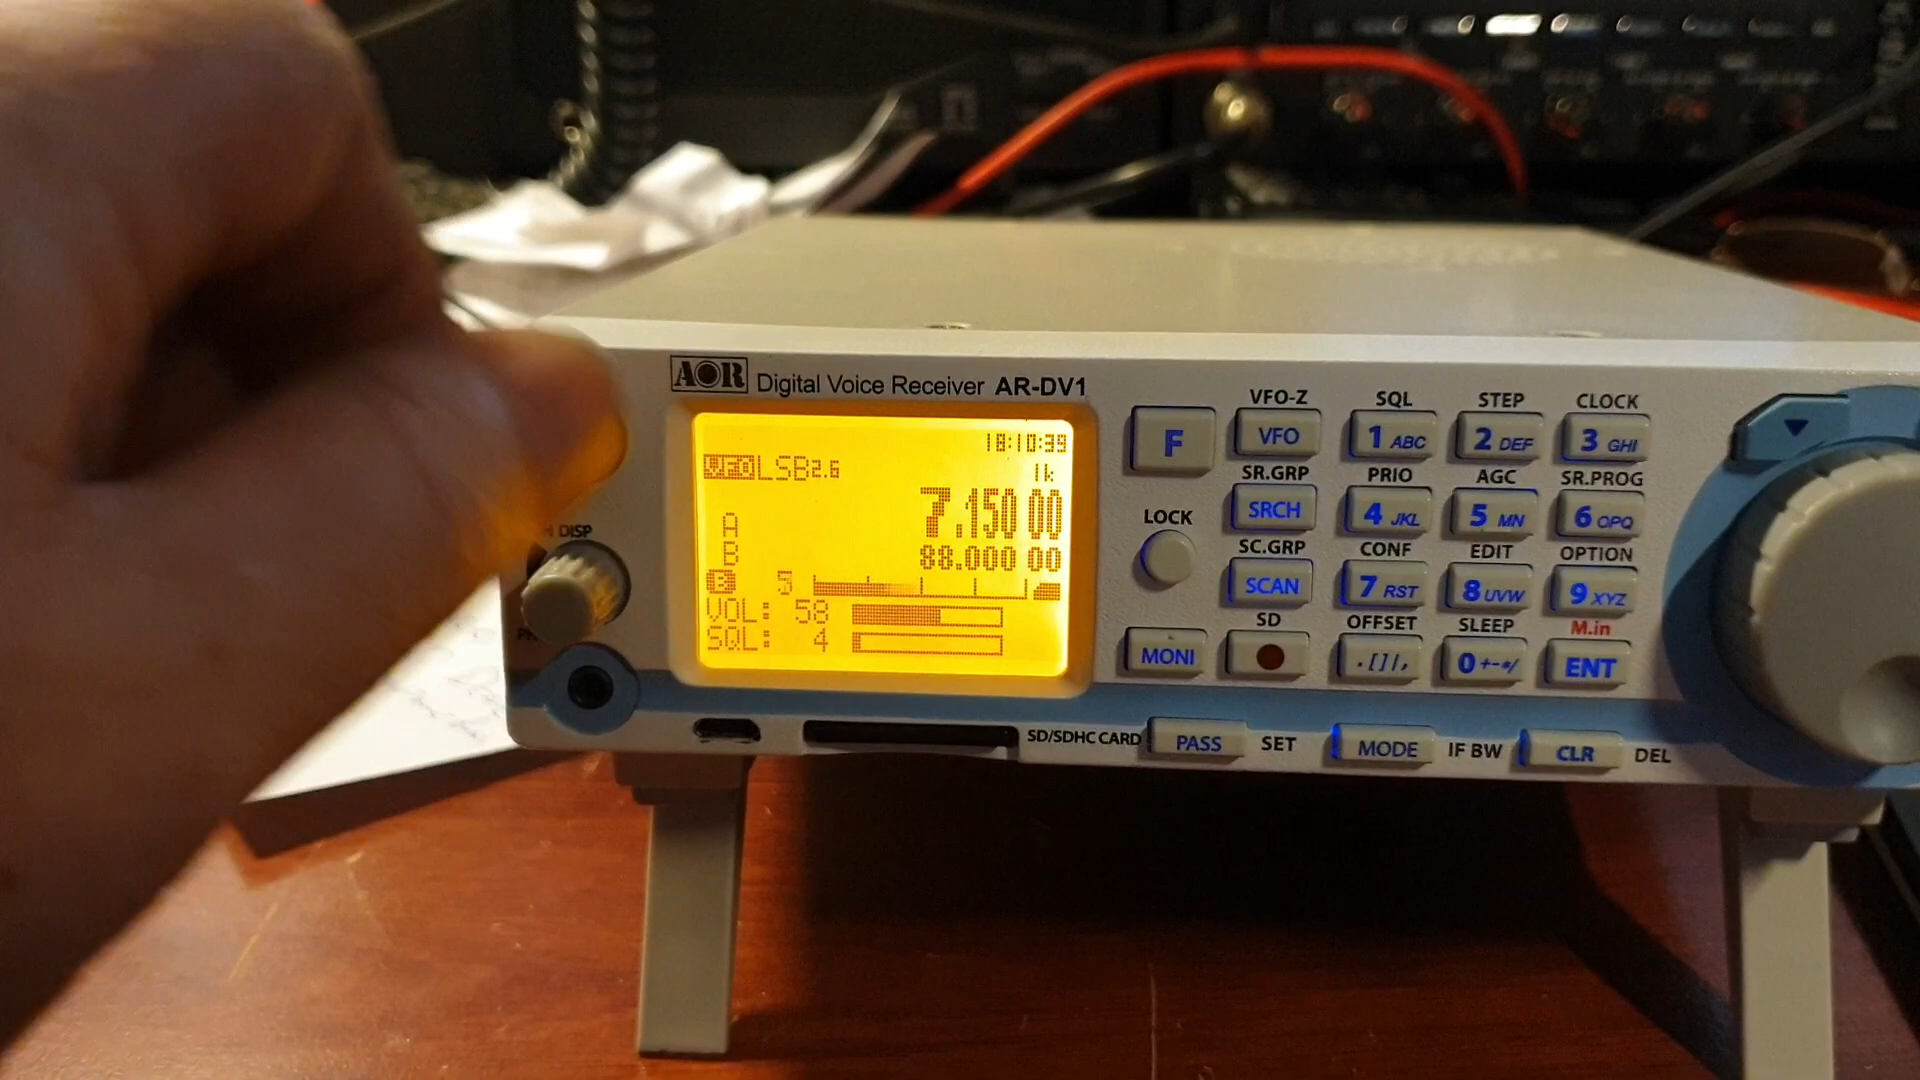 AOR Digital Voice Receiver AR-DV1
18:10:39
VFO LSB 2.6
1k
7.150 00
A
B
88.000 00
5
VOL: 58
SQL: 4
DISP
F
LOCK
MONI
VFO-Z SQL STEP CLOCK
VFO 1 ABC 2 DEF 3 GHI
SR.GRP PRIO AGC SR.PROG
SRCH 4 JKL 5 MN 6 OPQ
SC.GRP CONF EDIT OPTION
SCAN 7 RST 8 UVW 9 XYZ
SD OFFSET SLEEP M.in
.[]|, 0 +-*/ ENT
SD/SDHC CARD PASS SET MODE IF BW CLR DEL